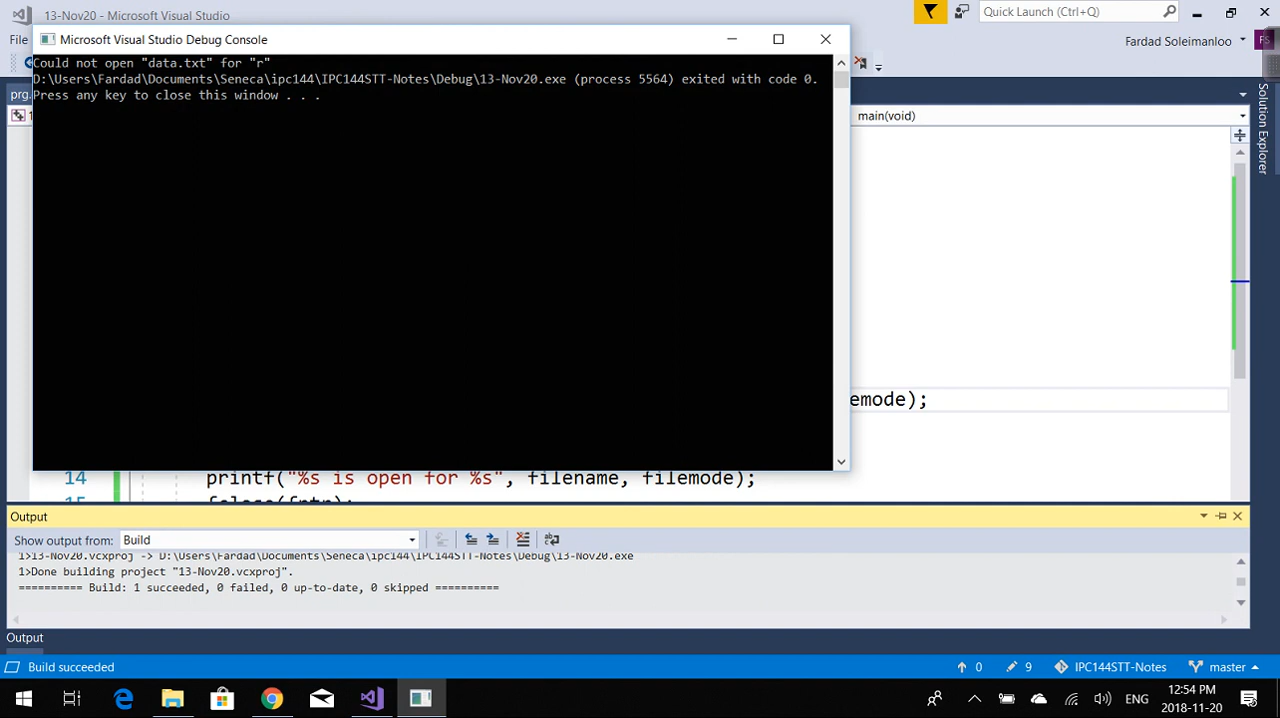 13-Nov20 - Microsoft Visual Studio
Quick Launch (Ctrl+Q)
Microsoft Visual Studio Debug Console
File
Fardad Soleimanloo
FS
Could not open "data.txt" for "r"
D:\Users\Fardad\Documents\Seneca\ipc144\IPC144STT-Notes\Debug\13-Nov20.exe (process 5564) exited with code 0.
Press any key to close this window . . .
prg.
main(void)
Solution Explorer
emode);
14 printf("%s is open for %s", filename, filemode);
15 fclose(fptr);
Output
Show output from: Build
1>13-Nov20.vcxproj -> D:\Users\Fardad\Documents\Seneca\ipc144\IPC144STT-Notes\Debug\13-Nov20.exe
1>Done building project "13-Nov20.vcxproj".
========== Build: 1 succeeded, 0 failed, 0 up-to-date, 0 skipped ==========
Output
Build succeeded
0
9
IPC144STT-Notes
master
ENG
12:54 PM
2018-11-20